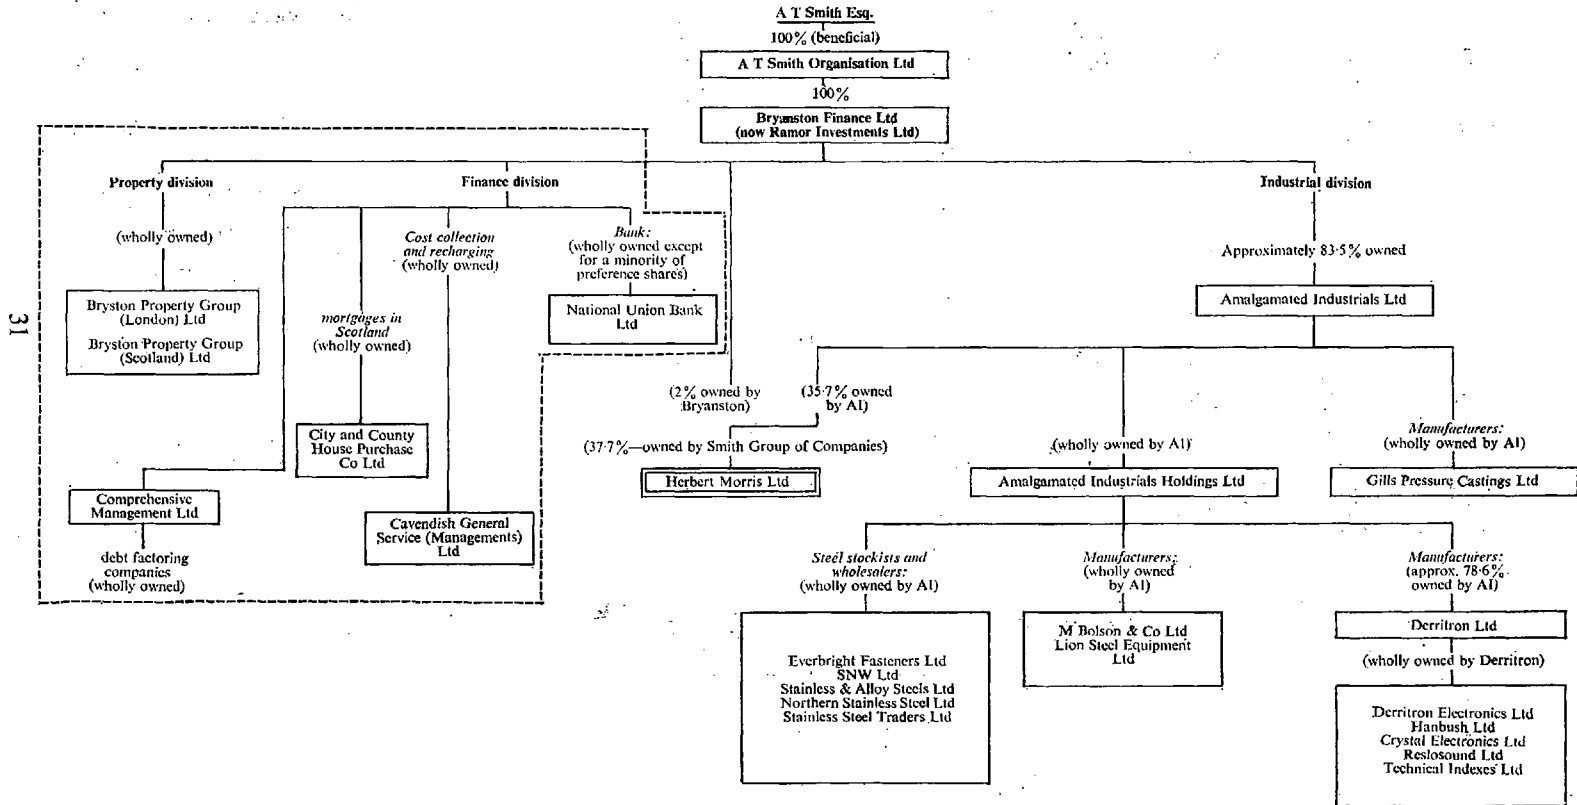 A T Smith Esq.
100% (beneficial)
A T Smith Organisation Ltd
100%
Bryanston Finance Ltd
(now Ramor Investments Ltd)
Property division
(wholly owned)
Bryston Property Group
(London) Ltd
Bryston Property Group
(Scotland) Ltd
Finance division
Comprehensive
Management Ltd
debt factoring
companies
(wholly owned)
mortgages in
Scotland
(wholly owned)
City and County
House Purchase
Co Ltd
Cost collection
and recharging
(wholly owned)
Cavendish General
Service (Managements)
Ltd
Bank:
(wholly owned except
for a minority of
preference shares)
National Union Bank
Ltd
Industrial division
Approximately 83·5% owned
Amalgamated Industrials Ltd
(2% owned by
Bryanston)
(35·7% owned
by AI)
(37·7%—owned by Smith Group of Companies)
Herbert Morris Ltd
(wholly owned by AI)
Amalgamated Industrials Holdings Ltd
Manufacturers:
(wholly owned by AI)
Gills Pressure Castings Ltd
Steel stockists and
wholesalers:
(wholly owned by AI)
Everbright Fasteners Ltd
SNW Ltd
Stainless & Alloy Steels Ltd
Northern Stainless Steel Ltd
Stainless Steel Traders Ltd
Manufacturers:
(wholly owned
by AI)
M Bolson & Co Ltd
Lion Steel Equipment
Ltd
Manufacturers:
(approx. 78·6%
owned by AI)
Derritron Ltd
(wholly owned by Derritron)
Derritron Electronics Ltd
Hanbush Ltd
Crystal Electronics Ltd
Reslosound Ltd
Technical Indexes Ltd
31